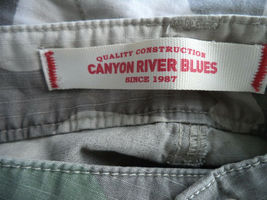 QUALITY CONSTRUCTION
CANYON RIVER BLUES
SINCE 1987